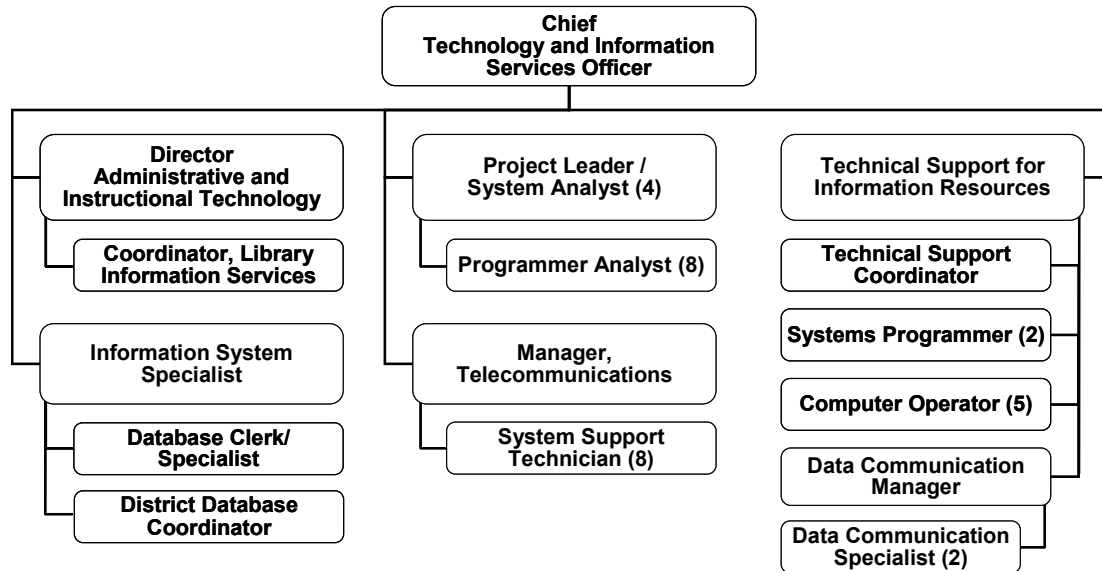 Chief
Technology and Information
Services Officer
Director
Administrative and
Instructional Technology
Coordinator, Library
Information Services
Information System
Specialist
Database Clerk/
Specialist
District Database
Coordinator
Project Leader /
System Analyst (4)
Programmer Analyst (8)
Manager,
Telecommunications
System Support
Technician (8)
Technical Support for
Information Resources
Technical Support
Coordinator
Systems Programmer (2)
Computer Operator (5)
Data Communication
Manager
Data Communication
Specialist (2)